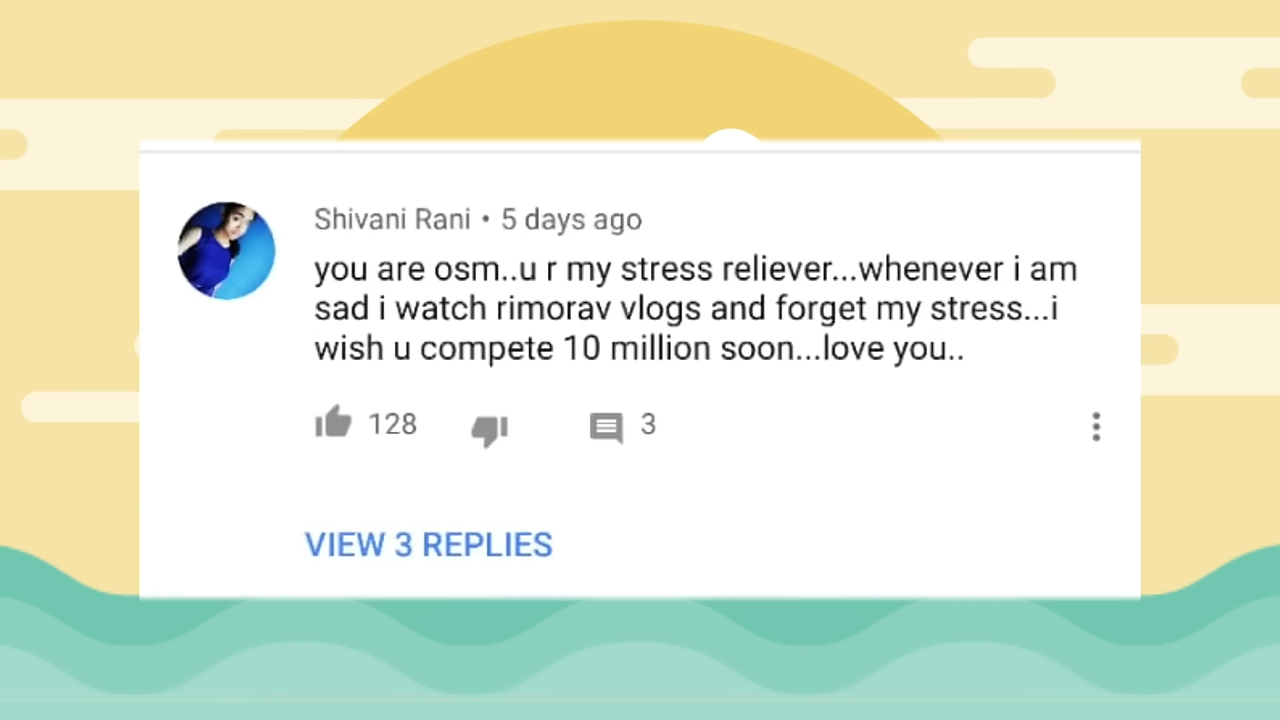 Shivani Rani • 5 days ago
you are osm..u r my stress reliever...whenever i am
sad i watch rimorav vlogs and forget my stress...i
wish u compete 10 million soon...love you..
128 3
VIEW 3 REPLIES